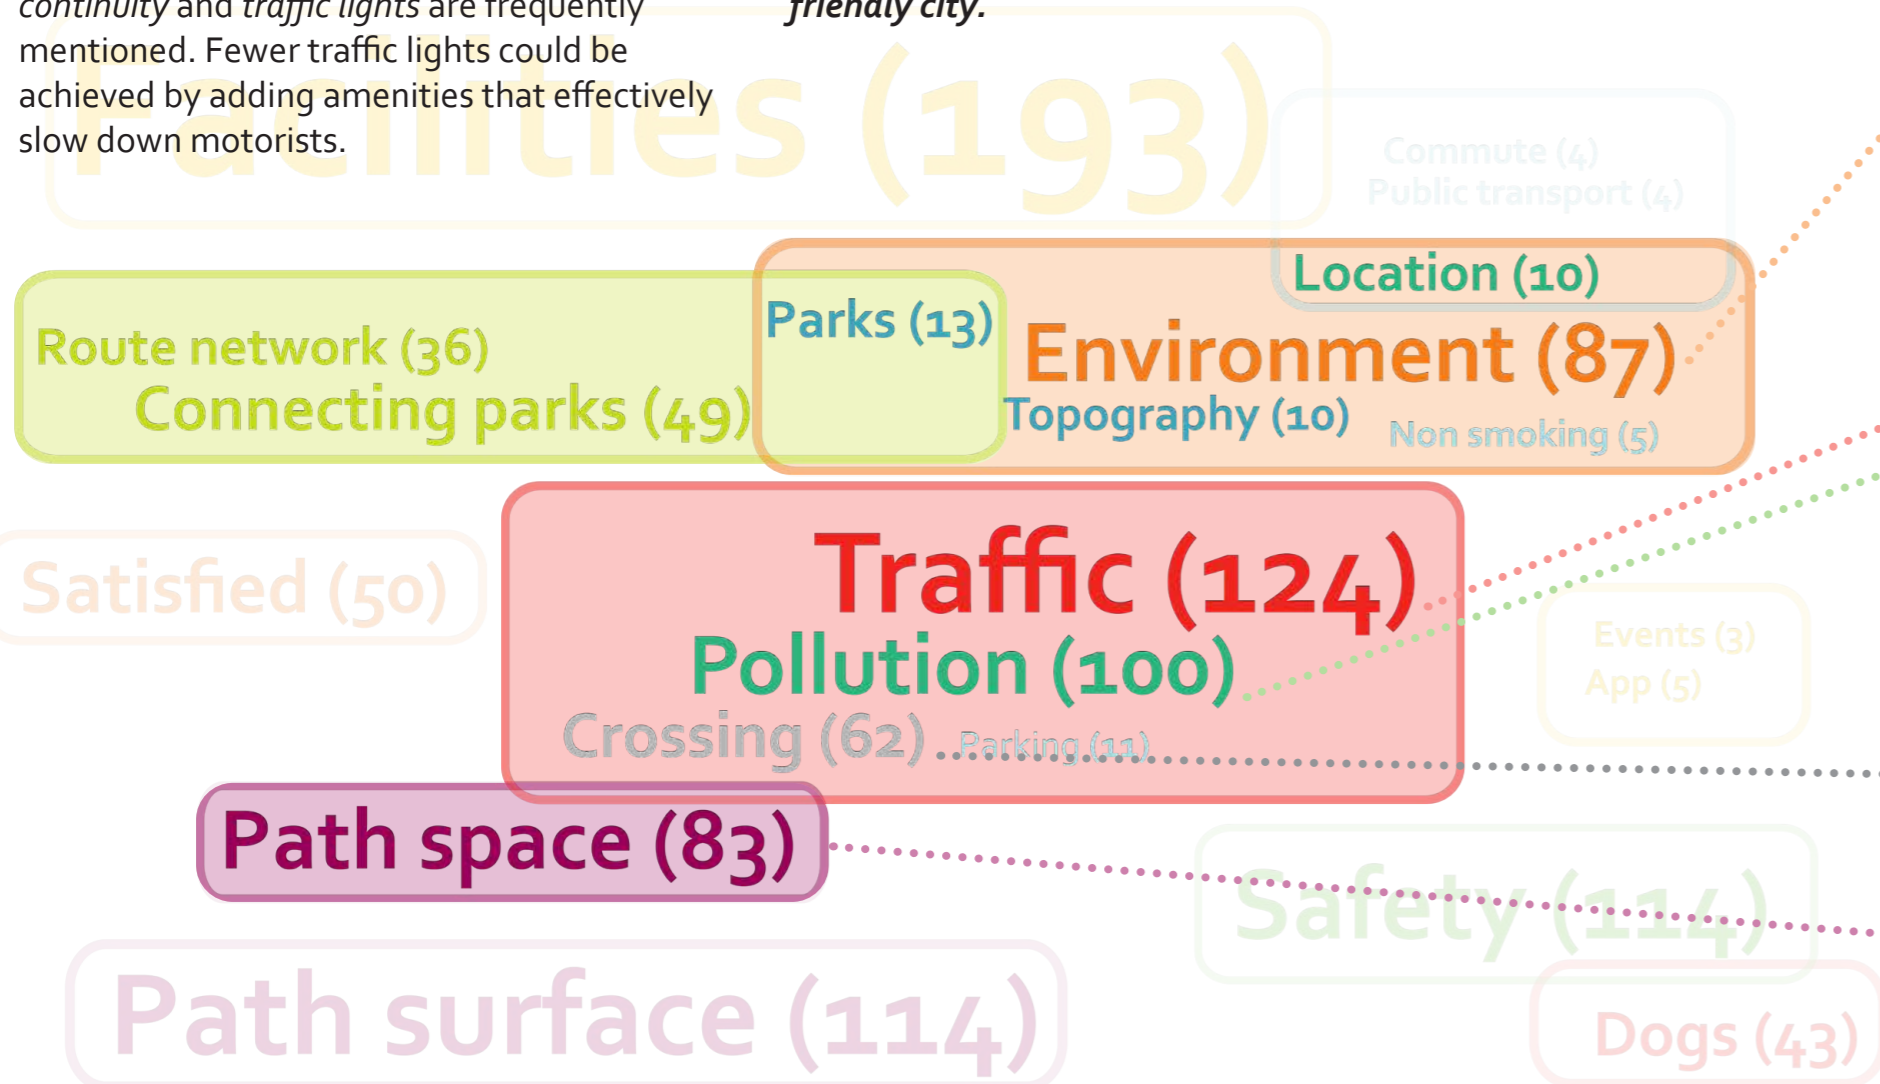 continuity and traffic lights are frequently
mentioned. Fewer traffic lights could be
achieved by adding amenities that effectively
slow down motorists.
friendly city.
Facilities (193)
Commute (4)
Public transport (4)
Location (10)
Parks (13)
Environment (87)
Route network (36)
Connecting parks (49)
Topography (10)
Non smoking (5)
Traffic (124)
Satisfied (50)
Pollution (100)
Events (3)
App (5)
Crossing (62)
Parking (11)
Path space (83)
Safety (114)
Path surface (114)
Dogs (43)